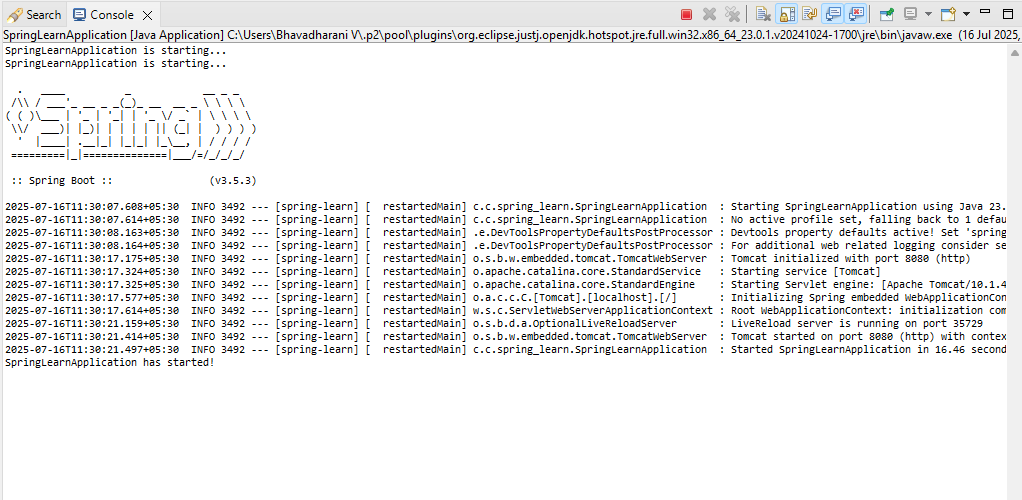 Search Console
SpringLearnApplication [Java Application] C:\Users\Bhavadharani V\.p2\pool\plugins\org.eclipse.justj.openjdk.hotspot.jre.full.win32.x86_64_23.0.1.v20241024-1700\jre\bin\javaw.exe (16 Jul 2025,
SpringLearnApplication is starting...
SpringLearnApplication is starting...
Spring
:: Spring Boot :: (v3.5.3)
2025-07-16T11:30:07.608+05:30 INFO 3492 --- [spring-learn] [ restartedMain] c.c.spring_learn.SpringLearnApplication : Starting SpringLearnApplication using Java 23.
2025-07-16T11:30:07.614+05:30 INFO 3492 --- [spring-learn] [ restartedMain] c.c.spring_learn.SpringLearnApplication : No active profile set, falling back to 1 defau
2025-07-16T11:30:08.163+05:30 INFO 3492 --- [spring-learn] [ restartedMain] .e.DevToolsPropertyDefaultsPostProcessor : Devtools property defaults active! Set 'spring
2025-07-16T11:30:08.164+05:30 INFO 3492 --- [spring-learn] [ restartedMain] .e.DevToolsPropertyDefaultsPostProcessor : For additional web related logging consider se
2025-07-16T11:30:17.175+05:30 INFO 3492 --- [spring-learn] [ restartedMain] o.s.b.w.embedded.tomcat.TomcatWebServer : Tomcat initialized with port 8080 (http)
2025-07-16T11:30:17.324+05:30 INFO 3492 --- [spring-learn] [ restartedMain] o.apache.catalina.core.StandardService : Starting service [Tomcat]
2025-07-16T11:30:17.325+05:30 INFO 3492 --- [spring-learn] [ restartedMain] o.apache.catalina.core.StandardEngine : Starting Servlet engine: [Apache Tomcat/10.1.4
2025-07-16T11:30:17.577+05:30 INFO 3492 --- [spring-learn] [ restartedMain] o.a.c.c.C.[Tomcat].[localhost].[/] : Initializing Spring embedded WebApplicationCon
2025-07-16T11:30:17.614+05:30 INFO 3492 --- [spring-learn] [ restartedMain] w.s.c.ServletWebServerApplicationContext : Root WebApplicationContext: initialization com
2025-07-16T11:30:21.159+05:30 INFO 3492 --- [spring-learn] [ restartedMain] o.s.b.d.a.OptionalLiveReloadServer : LiveReload server is running on port 35729
2025-07-16T11:30:21.414+05:30 INFO 3492 --- [spring-learn] [ restartedMain] o.s.b.w.embedded.tomcat.TomcatWebServer : Tomcat started on port 8080 (http) with contex
2025-07-16T11:30:21.497+05:30 INFO 3492 --- [spring-learn] [ restartedMain] c.c.spring_learn.SpringLearnApplication : Started SpringLearnApplication in 16.46 second
SpringLearnApplication has started!